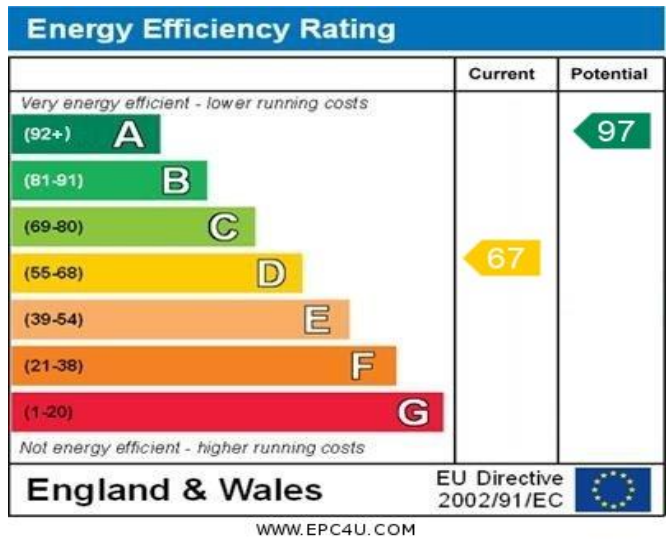 Energy Efficiency Rating
Current Potential
Very energy efficient - lower running costs
(92+) A 97
(81-91) B
(69-80) C
(55-68) D 67
(39-54) E
(21-38) F
(1-20) G
Not energy efficient - higher running costs
England & Wales EU Directive 2002/91/EC
WWW.EPC4U.COM